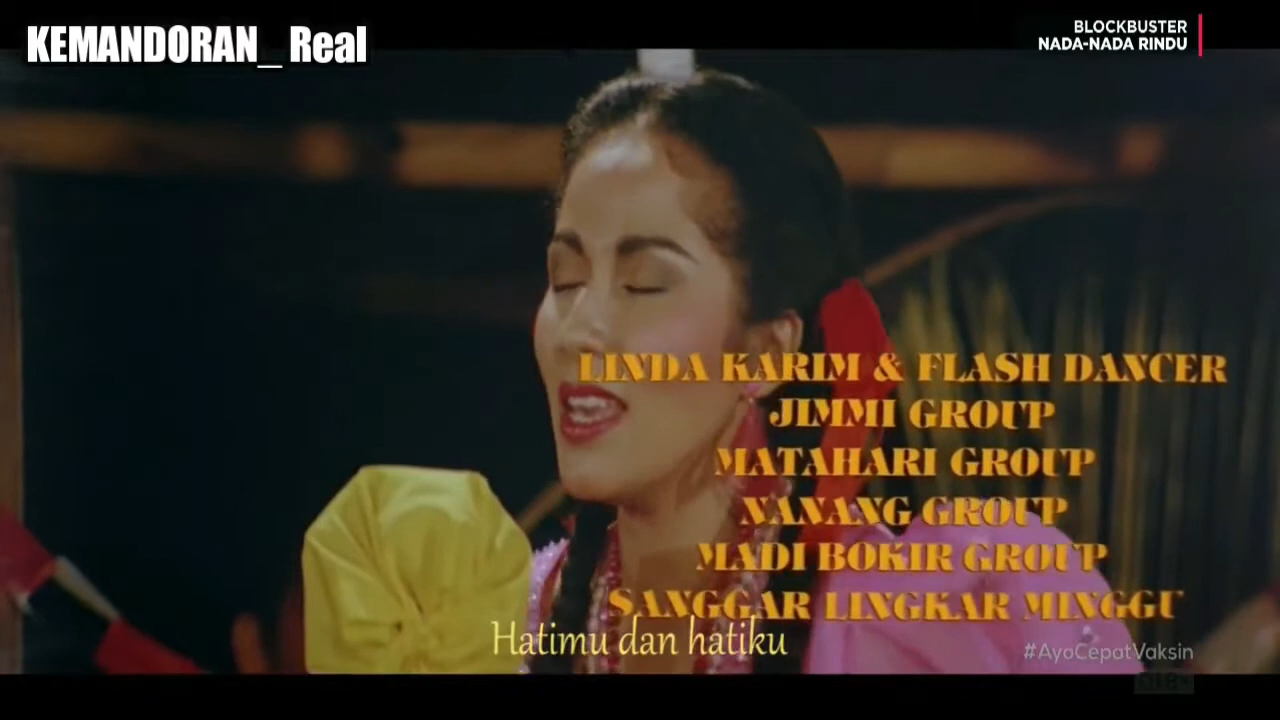 KEMANDORAN_ Real
BLOCKBUSTER
NADA-NADA RINDU
LINDA KARIM & FLASH DANCER
JIMMI GROUP
MATAHARI GROUP
NANANG GROUP
MADI BOKIR GROUP
SANGGAR LINGKAR MINGGU
Hatimu dan hatiku
#AyoCepatVaksin